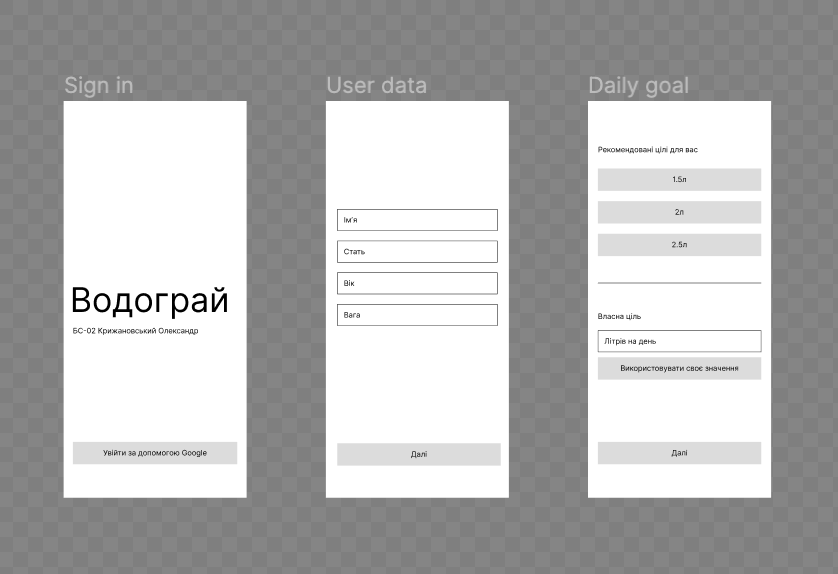 Sign in
Водограй
БС-02 Крижановський Олександр
Увійти за допомогою Google
User data
Ім'я
Стать
Вік
Вага
Далі
Daily goal
Рекомендовані цілі для вас
1.5л
2л
2.5л
Власна ціль
Літрів на день
Використовувати своє значення
Далі